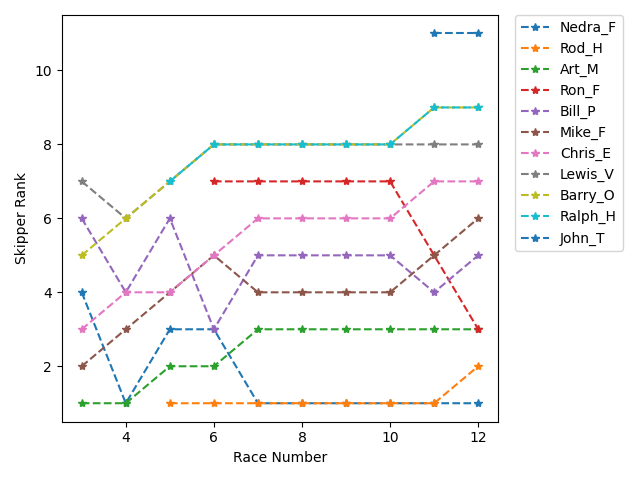 10
8
6
4
2
Skipper Rank
4
6
8
10
12
Race Number
Nedra_F
Rod_H
Art_M
Ron_F
Bill_P
Mike_F
Chris_E
Lewis_V
Barry_O
Ralph_H
John_T